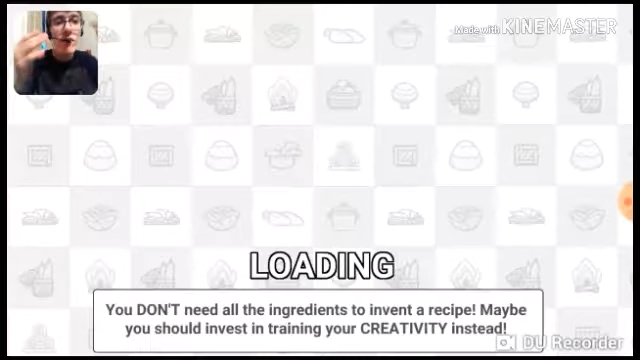 Made with KINEMASTER
LOADING
You DON'T need all the ingredients to invent a recipe! Maybe
you should invest in training your CREATIVITY instead!
DU Recorder